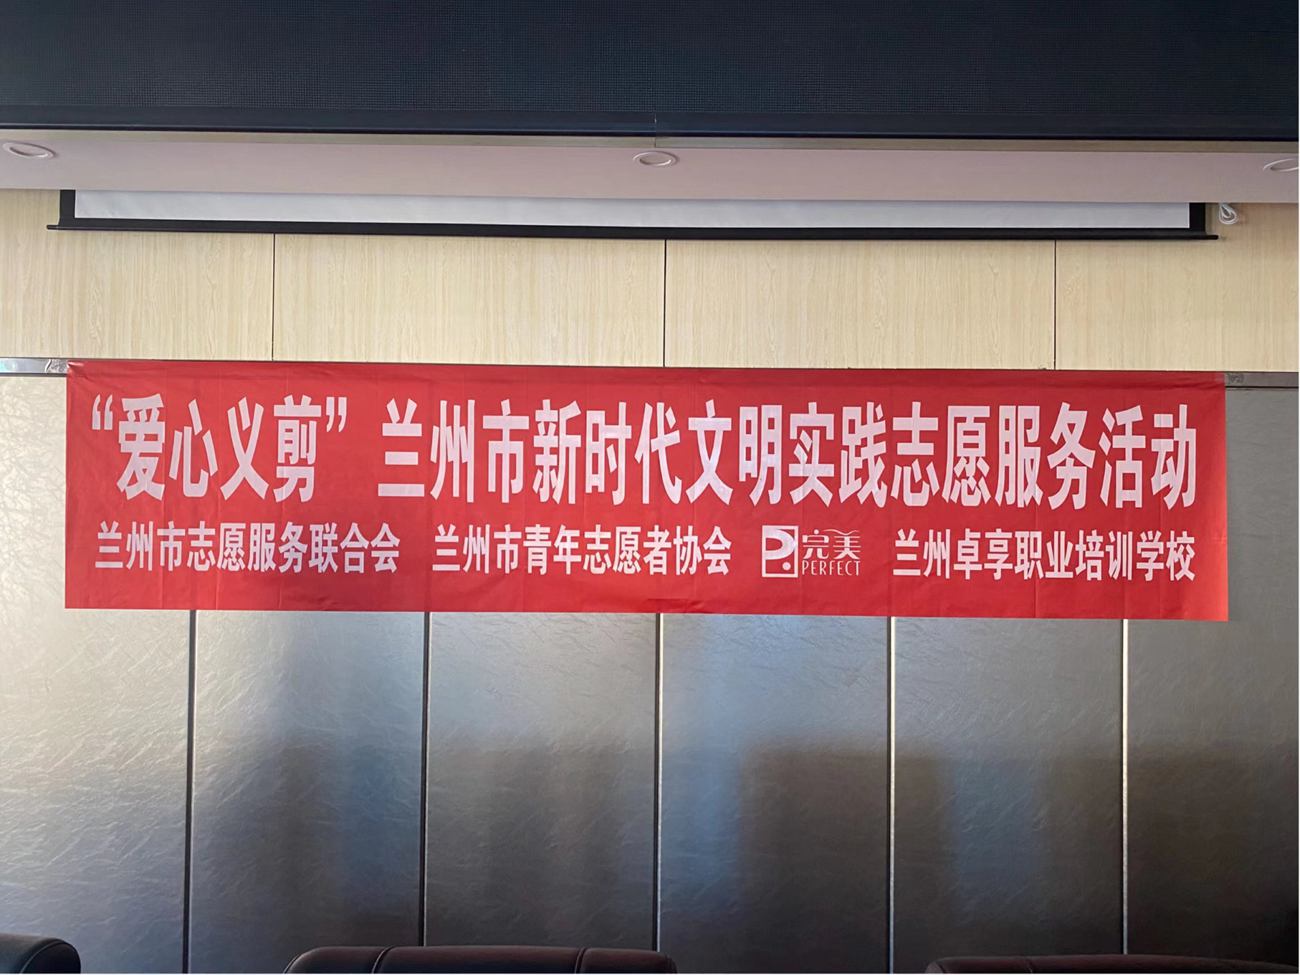 “爱心义剪” 兰州市新时代文明实践志愿服务活动
兰州市志愿服务联合会 兰州市青年志愿者协会 完美 PERFECT 兰州卓享职业培训学校